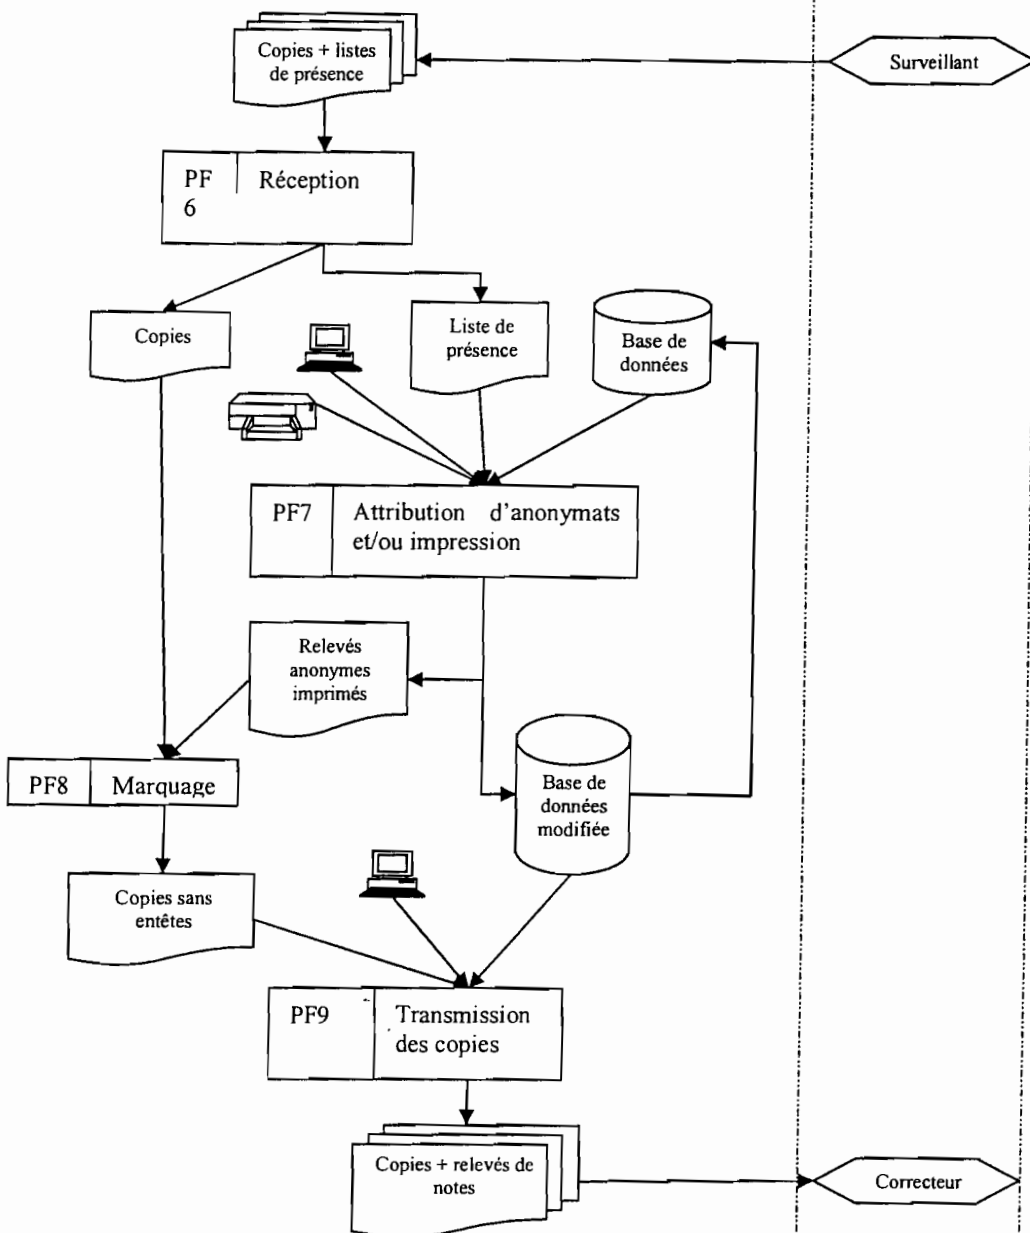 Copies + listes
de présence
Surveillant
PF
6
Réception
Copies
Liste de
présence
Base de
données
PF7
Attribution d'anonymats
et/ou impression
Relevés
anonymes
imprimés
PF8
Marquage
Base de
données
modifiée
Copies sans
entêtes
PF9
Transmission
des copies
Copies + relevés de
notes
Correcteur